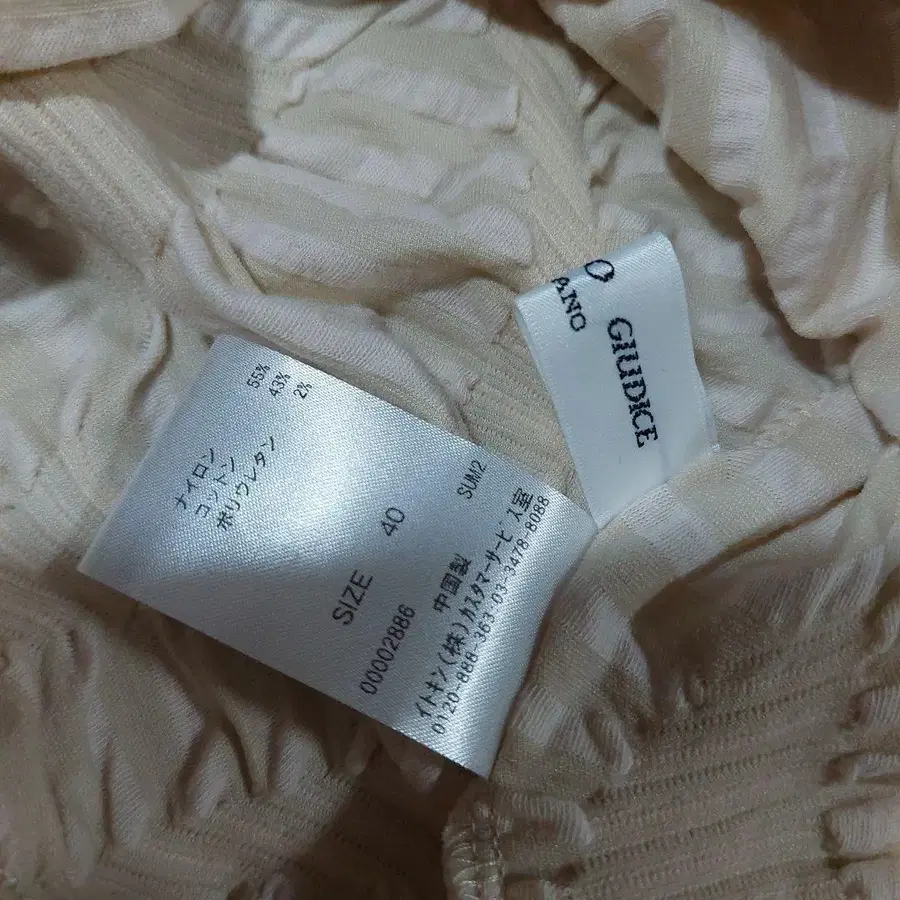 O
ANO
GIUDICE
55%
43%
2%
ナイロン
コットン
ポリウレタン
SUM/2
SIZE 40
00002886 中国製
イトキン(株)カスタマーサービス室
0120-888-363・03-3478-8088